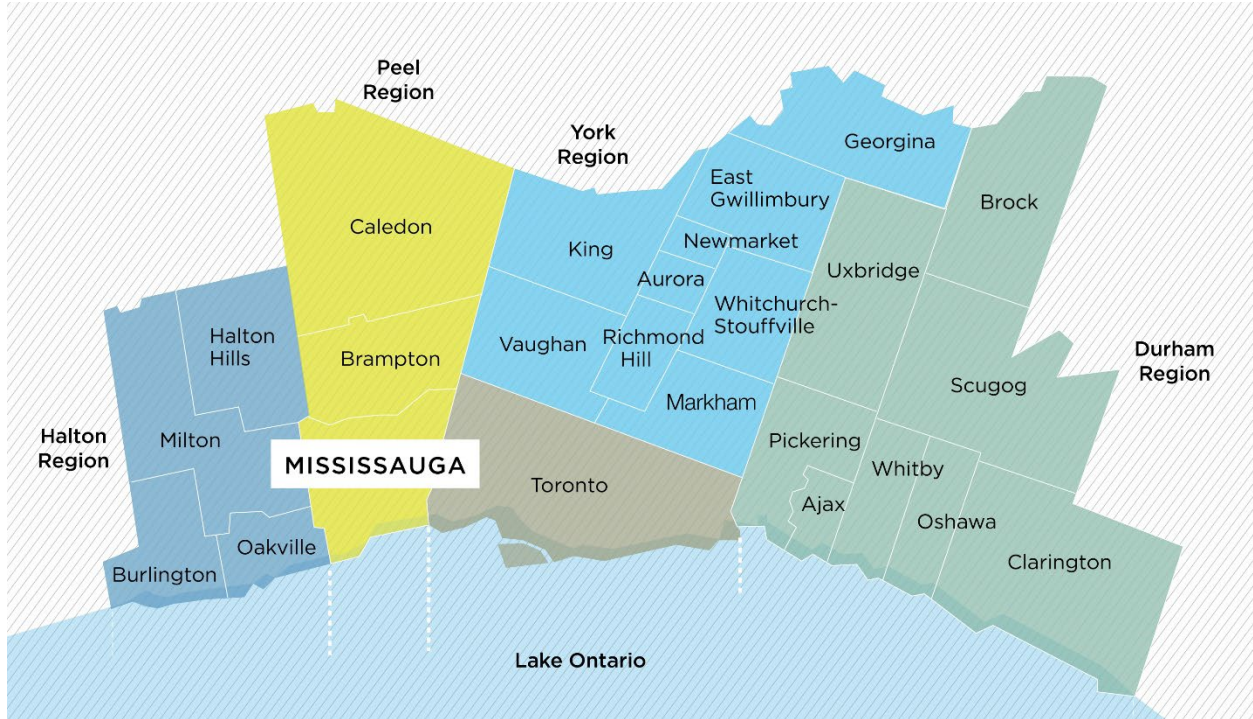 Peel
Region
York
Region
Georgina
East
Gwillimbury
Brock
Caledon
King
Newmarket
Uxbridge
Aurora
Whitchurch-
Stouffville
Halton
Hills
Vaughan
Richmond
Hill
Brampton
Durham
Region
Scugog
Markham
Halton
Region
Milton
Pickering
MISSISSAUGA
Whitby
Toronto
Ajax
Oshawa
Oakville
Clarington
Burlington
Lake Ontario